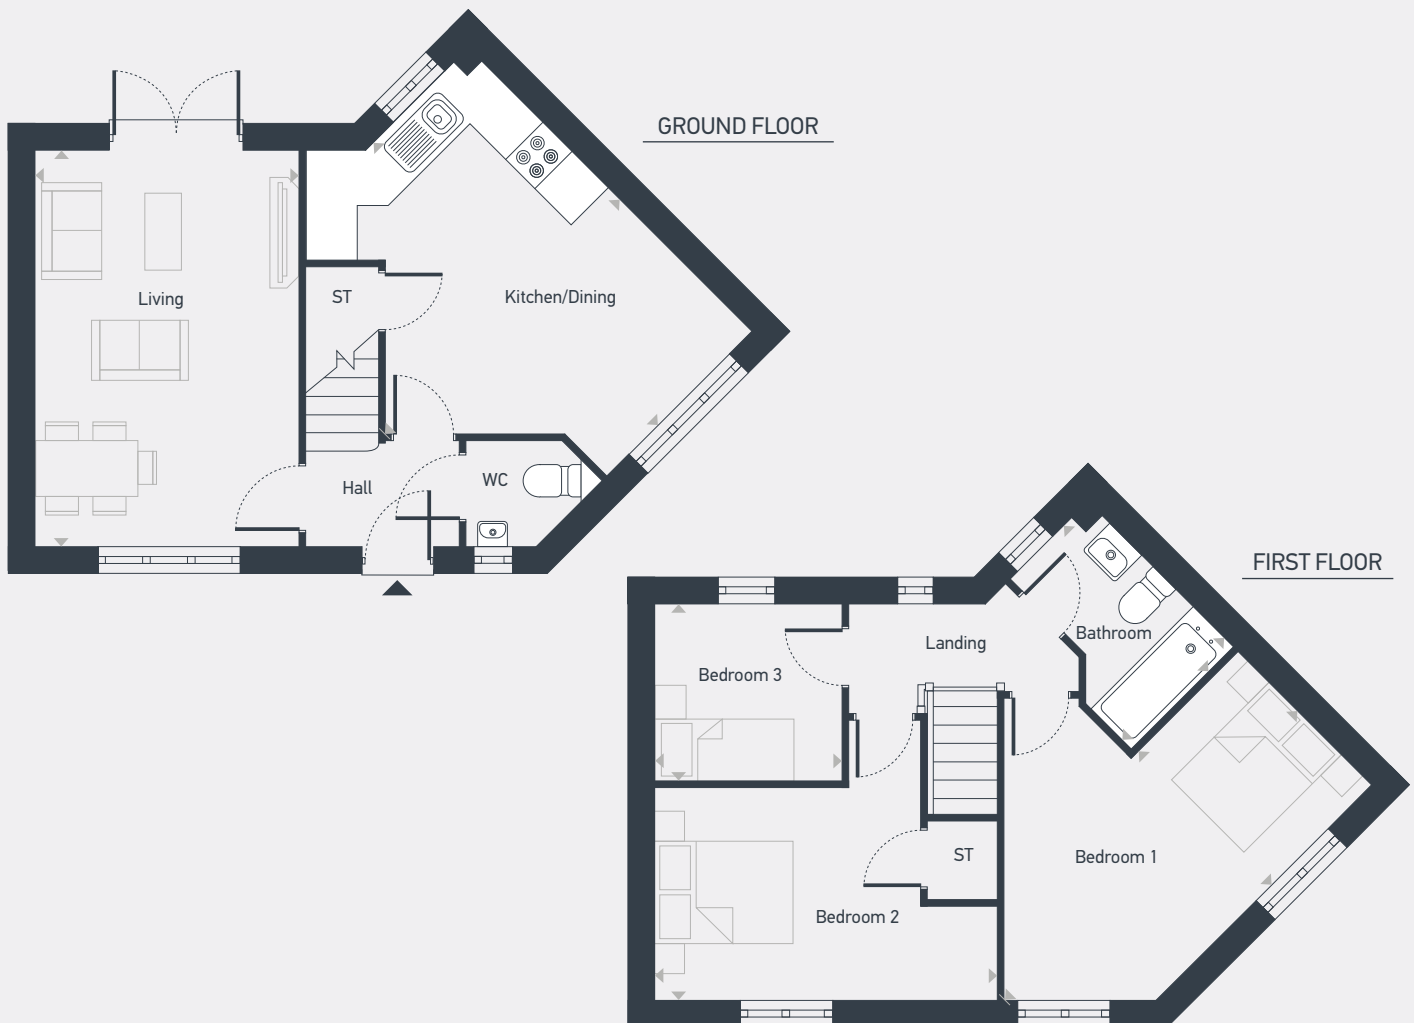 GROUND FLOOR
Living
ST
Kitchen/Dining
Hall
WC
FIRST FLOOR
Bathroom
Landing
Bedroom 3
Bedroom 1
ST
Bedroom 2